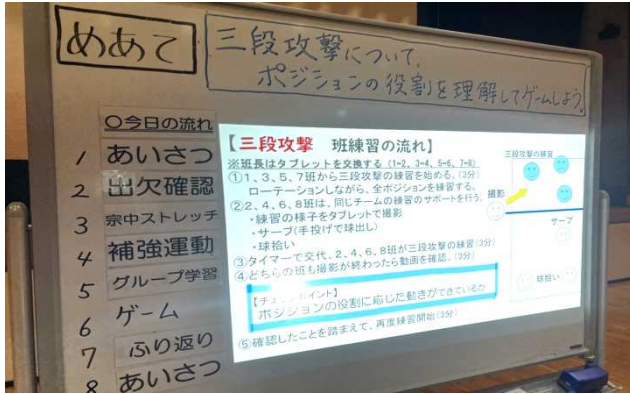 めあて
三段攻撃について、
ポジションの役割を理解してゲームしよう。
○今日の流れ
1 あいさつ
2 出欠確認
3 宗中ストレッチ
4 補強運動
5 グループ学習
6 ゲーム
7 ふり返り
8 あいさつ
【三段攻撃 班練習の流れ】
※班長はタブレットを交換する(1-2、3-4、5-6、7-8)
①1、3、5、7班から三段攻撃の練習を始める。(3分)
ローテーションしながら、全ポジションを練習する。
②2、4、6、8班は、同じチームの練習のサポートを行う。
・練習の様子をタブレットで撮影
・サーブ(手投げで球出し)
・球拾い
③タイマーで交代、2、4、6、8班が三段攻撃の練習(3分)
④どちらの班も撮影が終わったら動画を確認。(3分)
【チェックポイント】
ポジションの役割に応じた動きができているか
⑤確認したことを踏まえて、再度練習開始(3分)
三段攻撃の練習
撮影
サーブ
球拾い